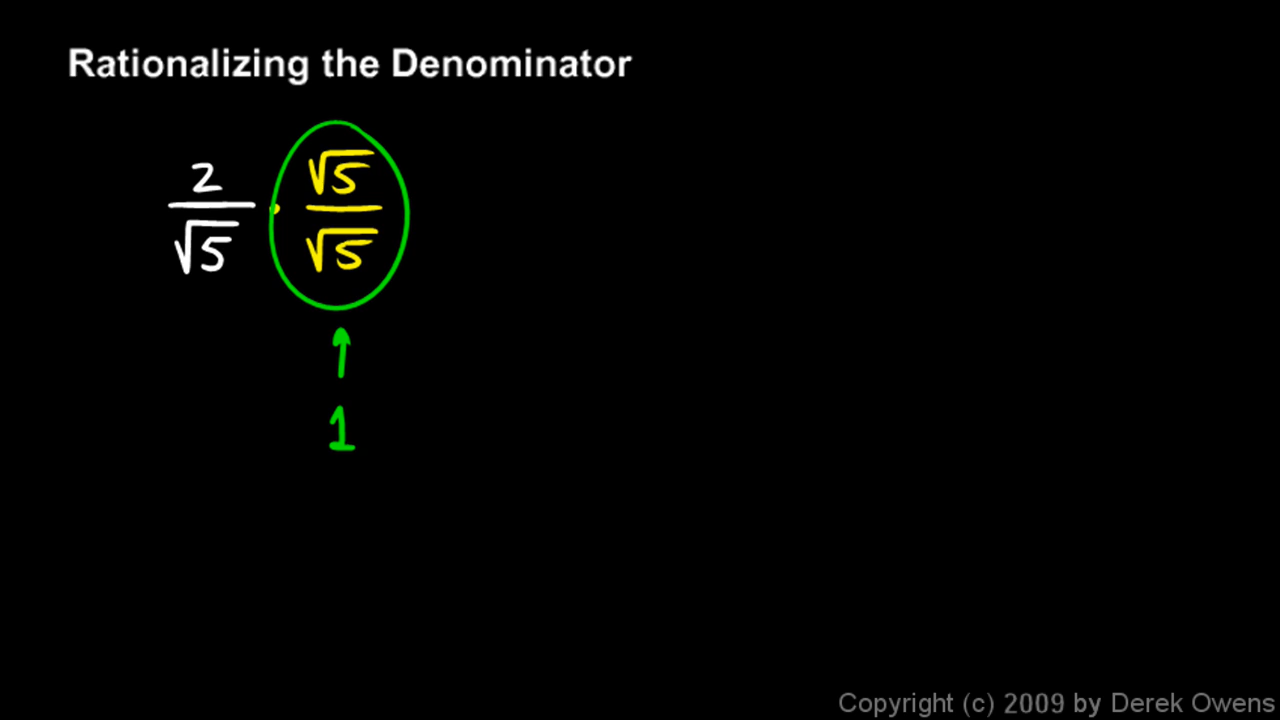 Rationalizing the Denominator
2/√5 · √5/√5
↑
1
Copyright (c) 2009 by Derek Owens